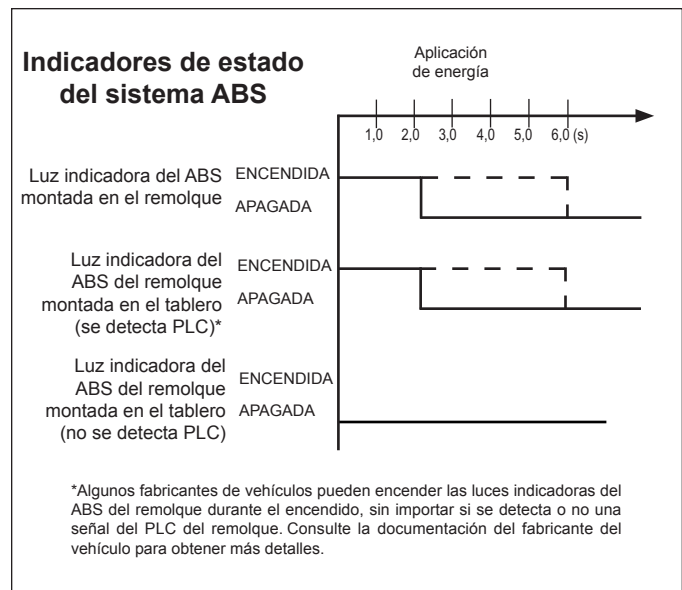 Indicadores de estado
del sistema ABS
Aplicación
de energía
1,0 2,0 3,0 4,0 5,0 6,0 (s)
Luz indicadora del ABS
montada en el remolque
ENCENDIDA
APAGADA
Luz indicadora del
ABS del remolque
montada en el tablero
(se detecta PLC)*
ENCENDIDA
APAGADA
Luz indicadora del
ABS del remolque
montada en el tablero
(no se detecta PLC)
ENCENDIDA
APAGADA
*Algunos fabricantes de vehículos pueden encender las luces indicadoras del
ABS del remolque durante el encendido, sin importar si se detecta o no una
señal del PLC del remolque. Consulte la documentación del fabricante del
vehículo para obtener más detalles.